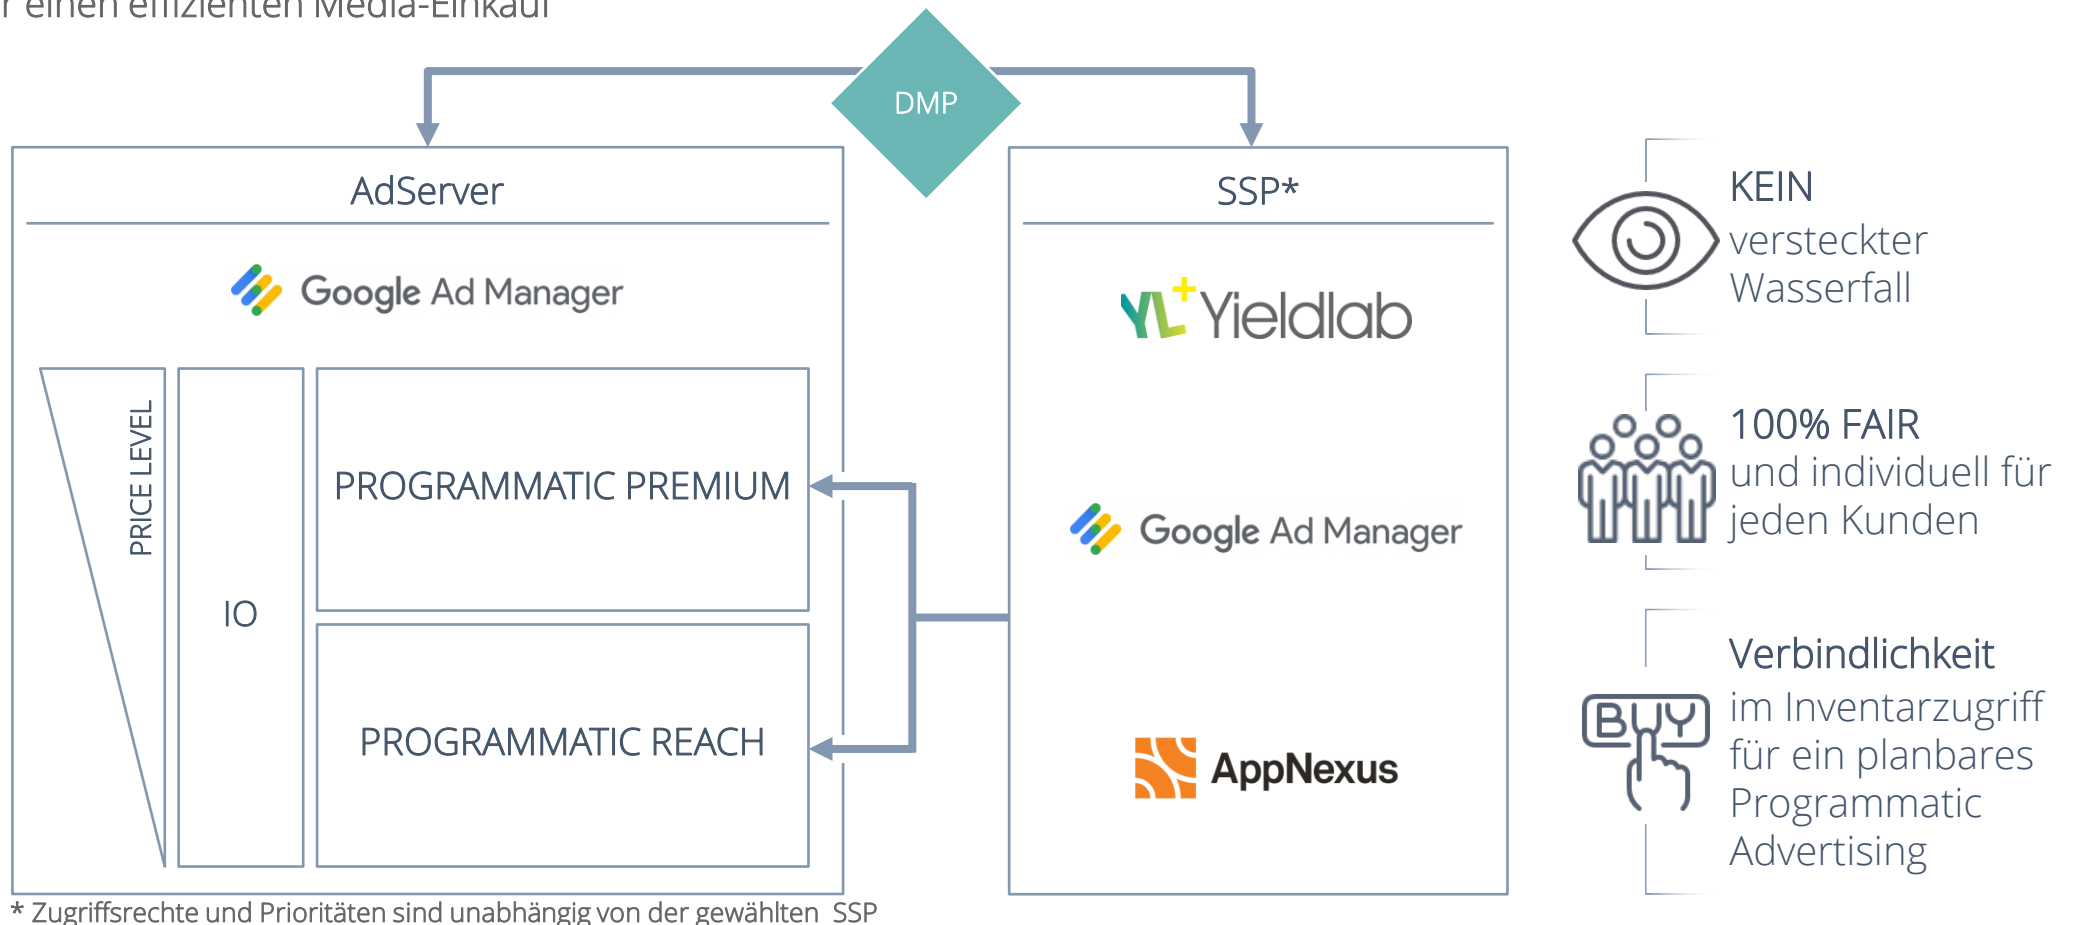 r einen effizienten Media-Einkauf
DMP
AdServer
Google Ad Manager
PRICE LEVEL
IO
PROGRAMMATIC PREMIUM
PROGRAMMATIC REACH
SSP*
YL+ Yieldlab
Google Ad Manager
AppNexus
KEIN
versteckter
Wasserfall
100% FAIR
und individuell für
jeden Kunden
BUY
Verbindlichkeit
im Inventarzugriff
für ein planbares
Programmatic
Advertising
* Zugriffsrechte und Prioritäten sind unabhängig von der gewählten SSP